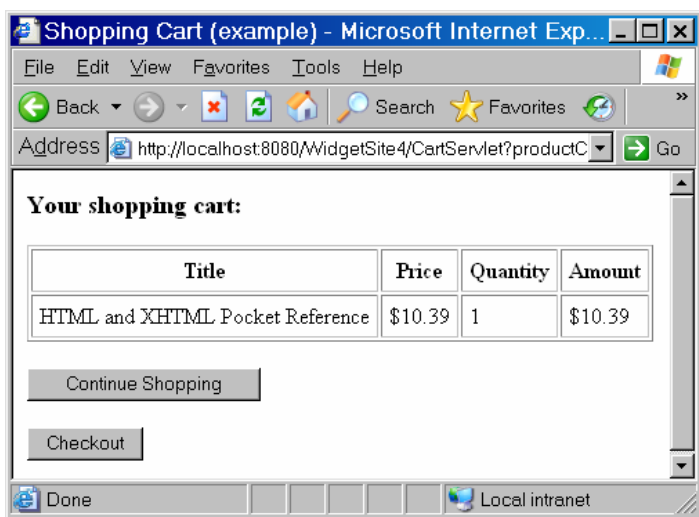 Shopping Cart (example) - Microsoft Internet Exp...
File Edit View Favorites Tools Help
Back Search Favorites »
Address http://localhost:8080/WidgetSite4/CartServlet?productC Go
Your shopping cart:
Title Price Quantity Amount
HTML and XHTML Pocket Reference $10.39 1 $10.39
Continue Shopping
Checkout
Done Local intranet